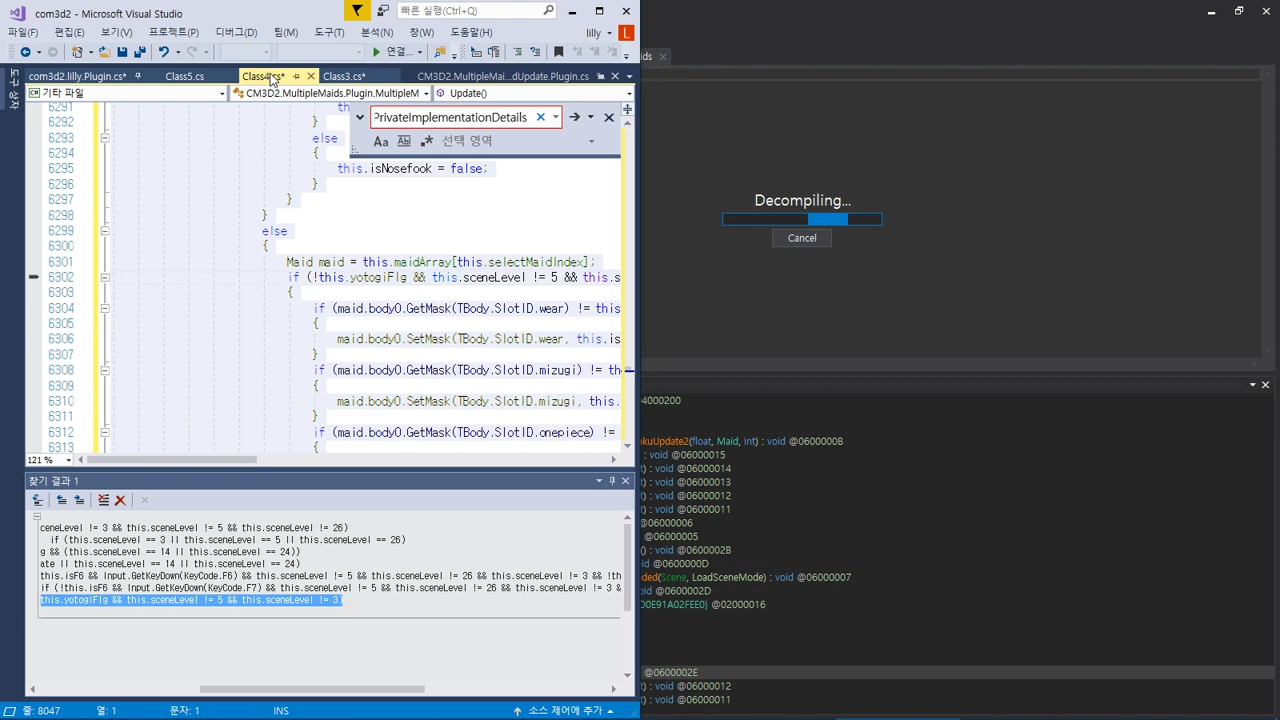 com3d2 - Microsoft Visual Studio
빠른 실행(Ctrl+Q)
파일(F) 편집(E) 보기(V) 프로젝트(P) 디버그(D) 팀(M) 도구(T) 분석(N) 창(W) 도움말(H) lilly L
연결...
com3d2.lilly.Plugin.cs* Class5.cs Class4.cs* Class3.cs* CM3D2.MultipleMai...dUpdate.Plugin.cs
기타 파일 CM3D2.MultipleMaids.Plugin.MultipleM Update()
PrivateImplementationDetails
Aa Ab 선택 영역
6291 th
6292 }
6293 else
6294 {
6295 this.isNosefook = false;
6296 }
6297 }
6298 }
6299 else
6300 {
6301 Maid maid = this.maidArray[this.selectMaidIndex];
6302 if (!this.yotogiFlg && this.sceneLevel != 5 && this.s
6303 {
6304 if (maid.body0.GetMask(TBody.SlotID.wear) != this
6305 {
6306 maid.body0.SetMask(TBody.SlotID.wear, this.is
6307 }
6308 if (maid.body0.GetMask(TBody.SlotID.mizugi) != th
6309 {
6310 maid.body0.SetMask(TBody.SlotID.mizugi, this.
6311 }
6312 if (maid.body0.GetMask(TBody.SlotID.onepiece) !=
6313 {
121 %
찾기 결과 1
ceneLevel != 3 && this.sceneLevel != 5 && this.sceneLevel != 26)
if (this.sceneLevel == 3 || this.sceneLevel == 5 || this.sceneLevel == 26)
g && (this.sceneLevel == 14 || this.sceneLevel == 24))
ate || this.sceneLevel == 14 || this.sceneLevel == 24)
this.isF6 && Input.GetKeyDown(KeyCode.F6) && this.sceneLevel != 5 && this.sceneLevel != 26 && this.sceneLevel != 3 && !th
if (!this.isF6 && Input.GetKeyDown(KeyCode.F7) && this.sceneLevel != 5 && this.sceneLevel != 26 && this.sceneLevel != 3 &
this.yotogiFlg && this.sceneLevel != 5 && this.sceneLevel != 3)
줄: 8047 열: 1 문자: 1 INS 소스 제어에 추가
ids
Decompiling...
Cancel
4000200
kuUpdate2(float, Maid, int) : void @0600000B
: void @06000015
) : void @06000014
) : void @06000013
) : void @06000012
) : void @06000011
@06000006
@06000005
) : void @0600002B
id @0600000D
ded(Scene, LoadSceneMode) : void @06000007
oid @0600002D
D0E91A02FEE0) @02000016
@0600002E
) : void @06000012
) : void @06000011